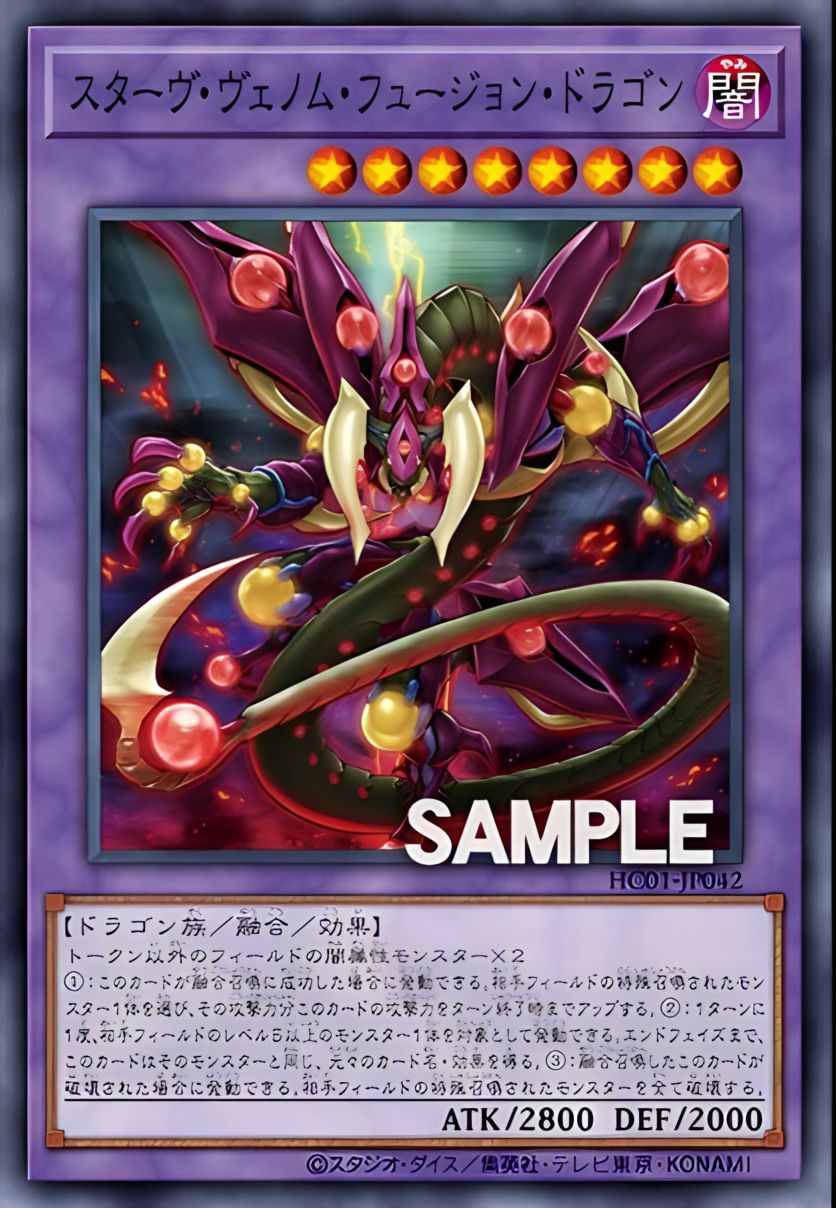 スターヴ・ヴェノム・フュージョン・ドラゴン
やみ
闇
SAMPLE
HC01-JP042
【ドラゴン族／融合／効果】
トークン以外のフィールドの闇属性モンスター×２
①：このカードが融合召喚に成功した場合に発動できる。相手フィールドの特殊召喚されたモン
スター１体を選び、その攻撃力分このカードの攻撃力をターン終了時までアップする。②：１ターンに
１度、相手フィールドのレベル５以上のモンスター１体を対象として発動できる。エンドフェイズまで、
このカードはそのモンスターと同じ、元々のカード名・効果を得る。③：融合召喚したこのカードが
破壊された場合に発動できる。相手フィールドの特殊召喚されたモンスターを全て破壊する。
ATK/2800 DEF/2000
©スタジオ・ダイス／集英社・テレビ東京・KONAMI